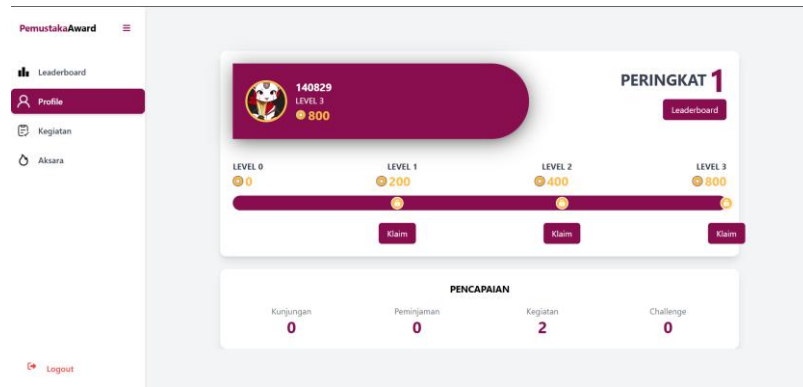 PemustakaAward
Leaderboard
Profile
Kegiatan
Aksara
Logout
140829
LEVEL 3
800
PERINGKAT 1
Leaderboard
LEVEL 0 LEVEL 1 LEVEL 2 LEVEL 3
0 200 400 800
Klaim Klaim Klaim
PENCAPAIAN
Kunjungan Peminjaman Kegiatan Challenge
0 0 2 0